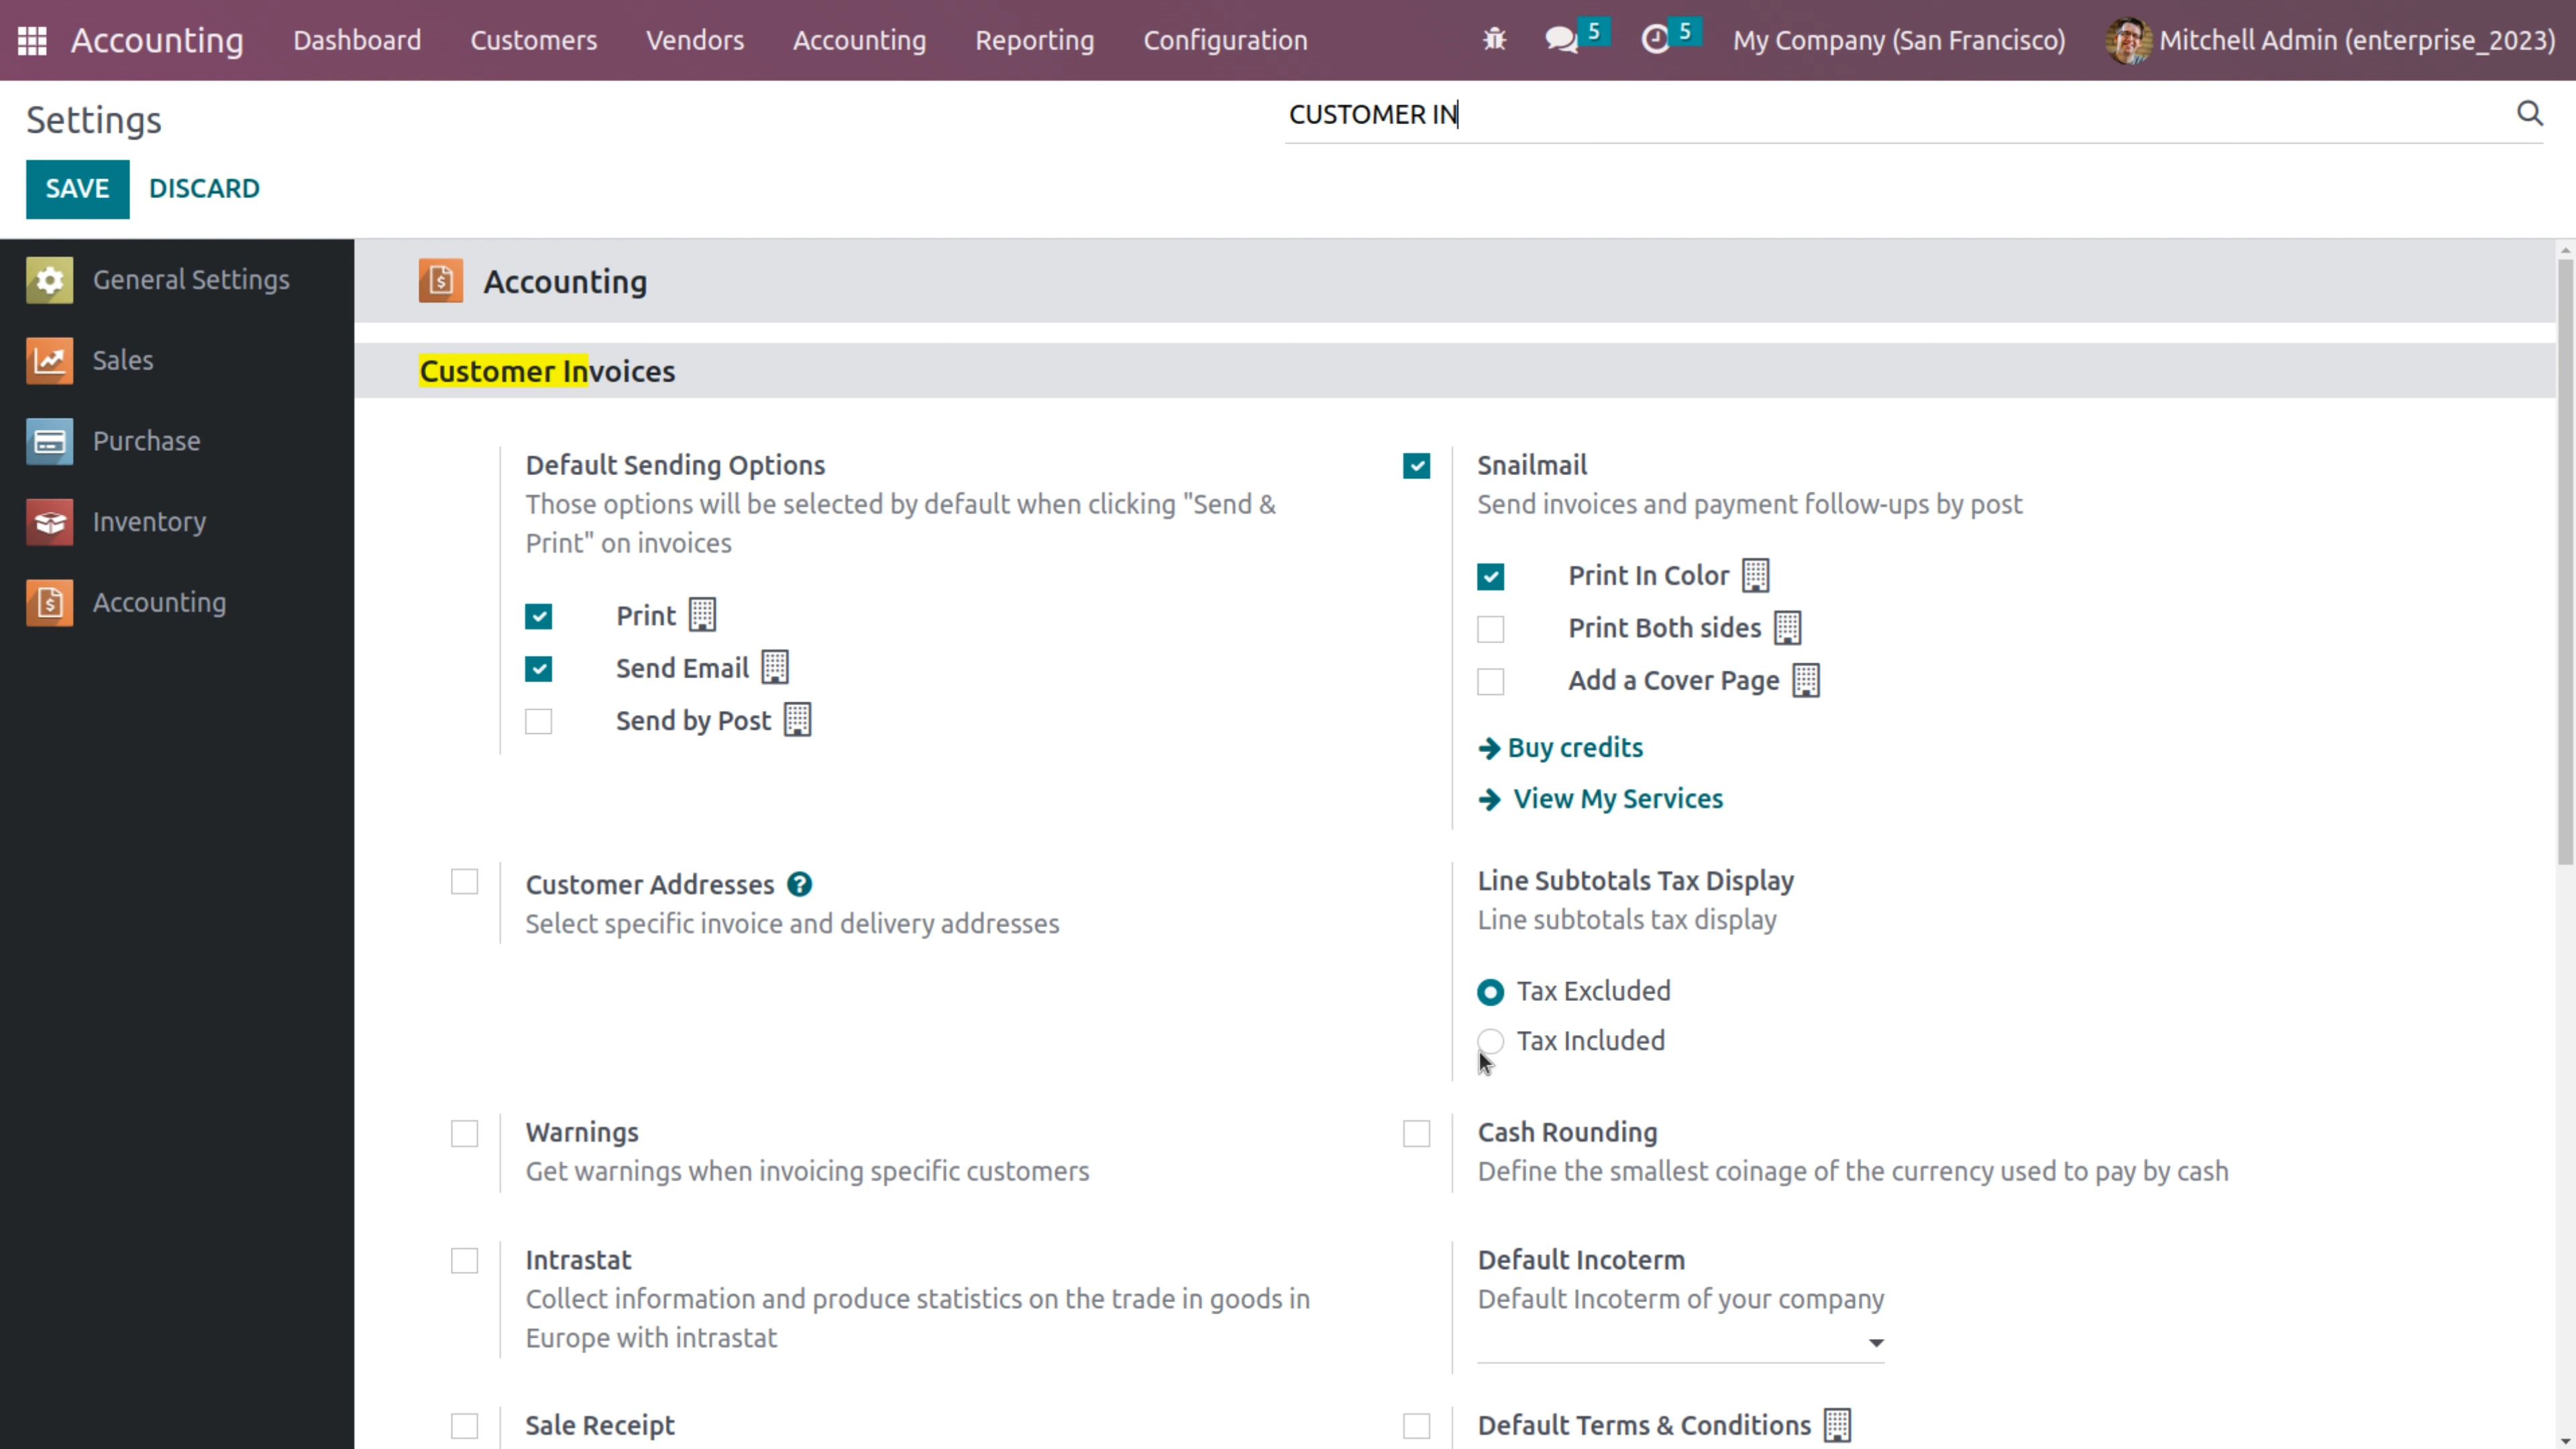 Accounting Dashboard Customers Vendors Accounting Reporting Configuration 5 5 My Company (San Francisco) Mitchell Admin (enterprise_2023)
Settings
CUSTOMER IN
SAVE DISCARD
General Settings
Sales
Purchase
Inventory
Accounting
Accounting
Customer Invoices
Default Sending Options
Those options will be selected by default when clicking "Send &
Print" on invoices
Print
Send Email
Send by Post
Snailmail
Send invoices and payment follow-ups by post
Print In Color
Print Both sides
Add a Cover Page
Buy credits
View My Services
Customer Addresses ?
Select specific invoice and delivery addresses
Line Subtotals Tax Display
Line subtotals tax display
Tax Excluded
Tax Included
Warnings
Get warnings when invoicing specific customers
Cash Rounding
Define the smallest coinage of the currency used to pay by cash
Intrastat
Collect information and produce statistics on the trade in goods in
Europe with intrastat
Default Incoterm
Default Incoterm of your company
Sale Receipt
Default Terms & Conditions